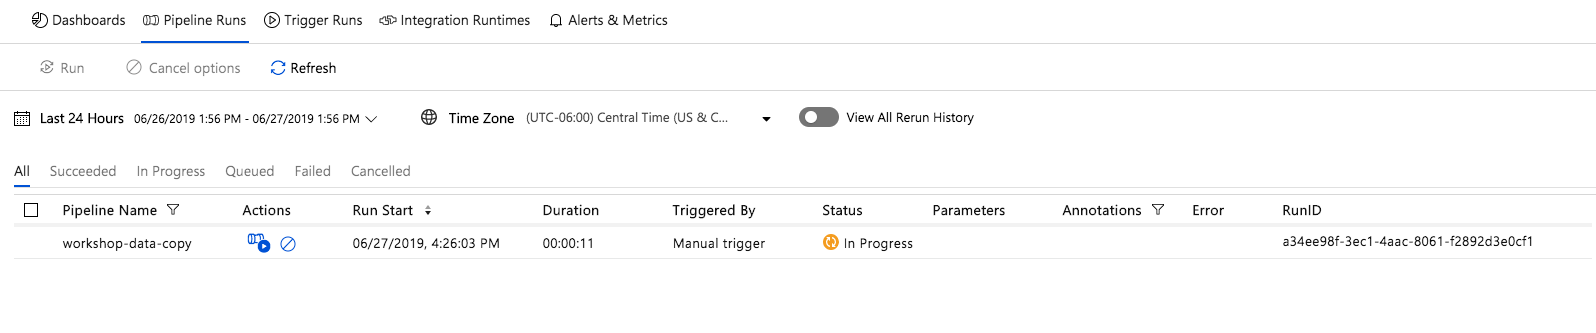 Dashboards Pipeline Runs Trigger Runs Integration Runtimes Alerts & Metrics
Run Cancel options Refresh
Last 24 Hours 06/26/2019 1:56 PM - 06/27/2019 1:56 PM Time Zone (UTC-06:00) Central Time (US & C... View All Rerun History
All Succeeded In Progress Queued Failed Cancelled
Pipeline Name Actions Run Start Duration Triggered By Status Parameters Annotations Error RunID
workshop-data-copy 06/27/2019, 4:26:03 PM 00:00:11 Manual trigger In Progress a34ee98f-3ec1-4aac-8061-f2892d3e0cf1